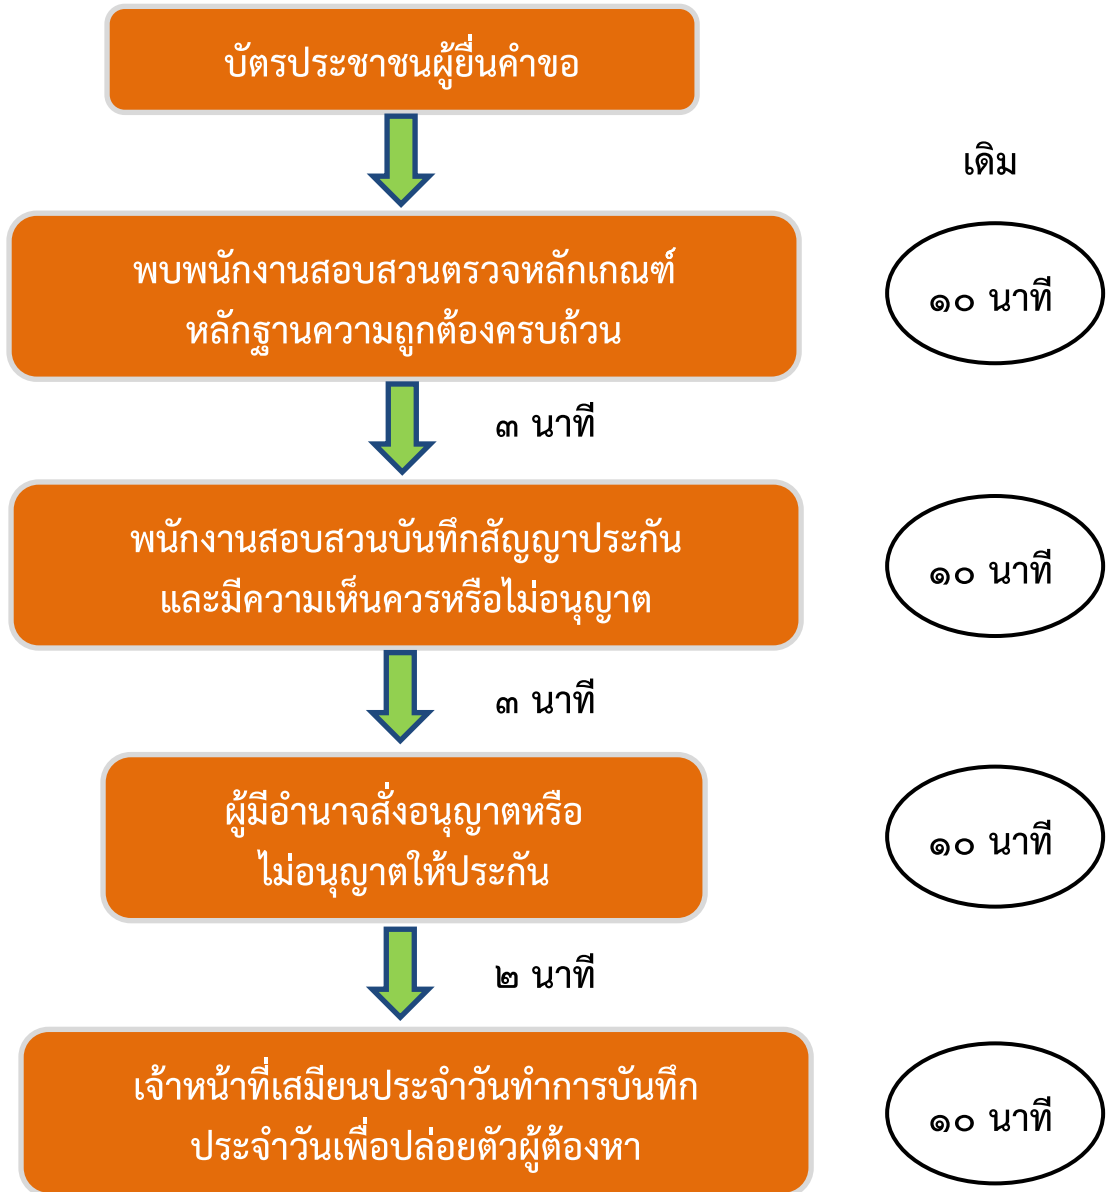 บัตรประชาชนผู้ยื่นคำขอ
เดิม
พบพนักงานสอบสวนตรวจหลักเกณฑ์
หลักฐานความถูกต้องครบถ้วน
๑๐ นาที
๓ นาที
พนักงานสอบสวนบันทึกสัญญาประกัน
และมีความเห็นควรหรือไม่อนุญาต
๑๐ นาที
๓ นาที
ผู้มีอำนาจสั่งอนุญาตหรือ
ไม่อนุญาตให้ประกัน
๑๐ นาที
๒ นาที
เจ้าหน้าที่เสมียนประจำวันทำการบันทึก
ประจำวันเพื่อปล่อยตัวผู้ต้องหา
๑๐ นาที